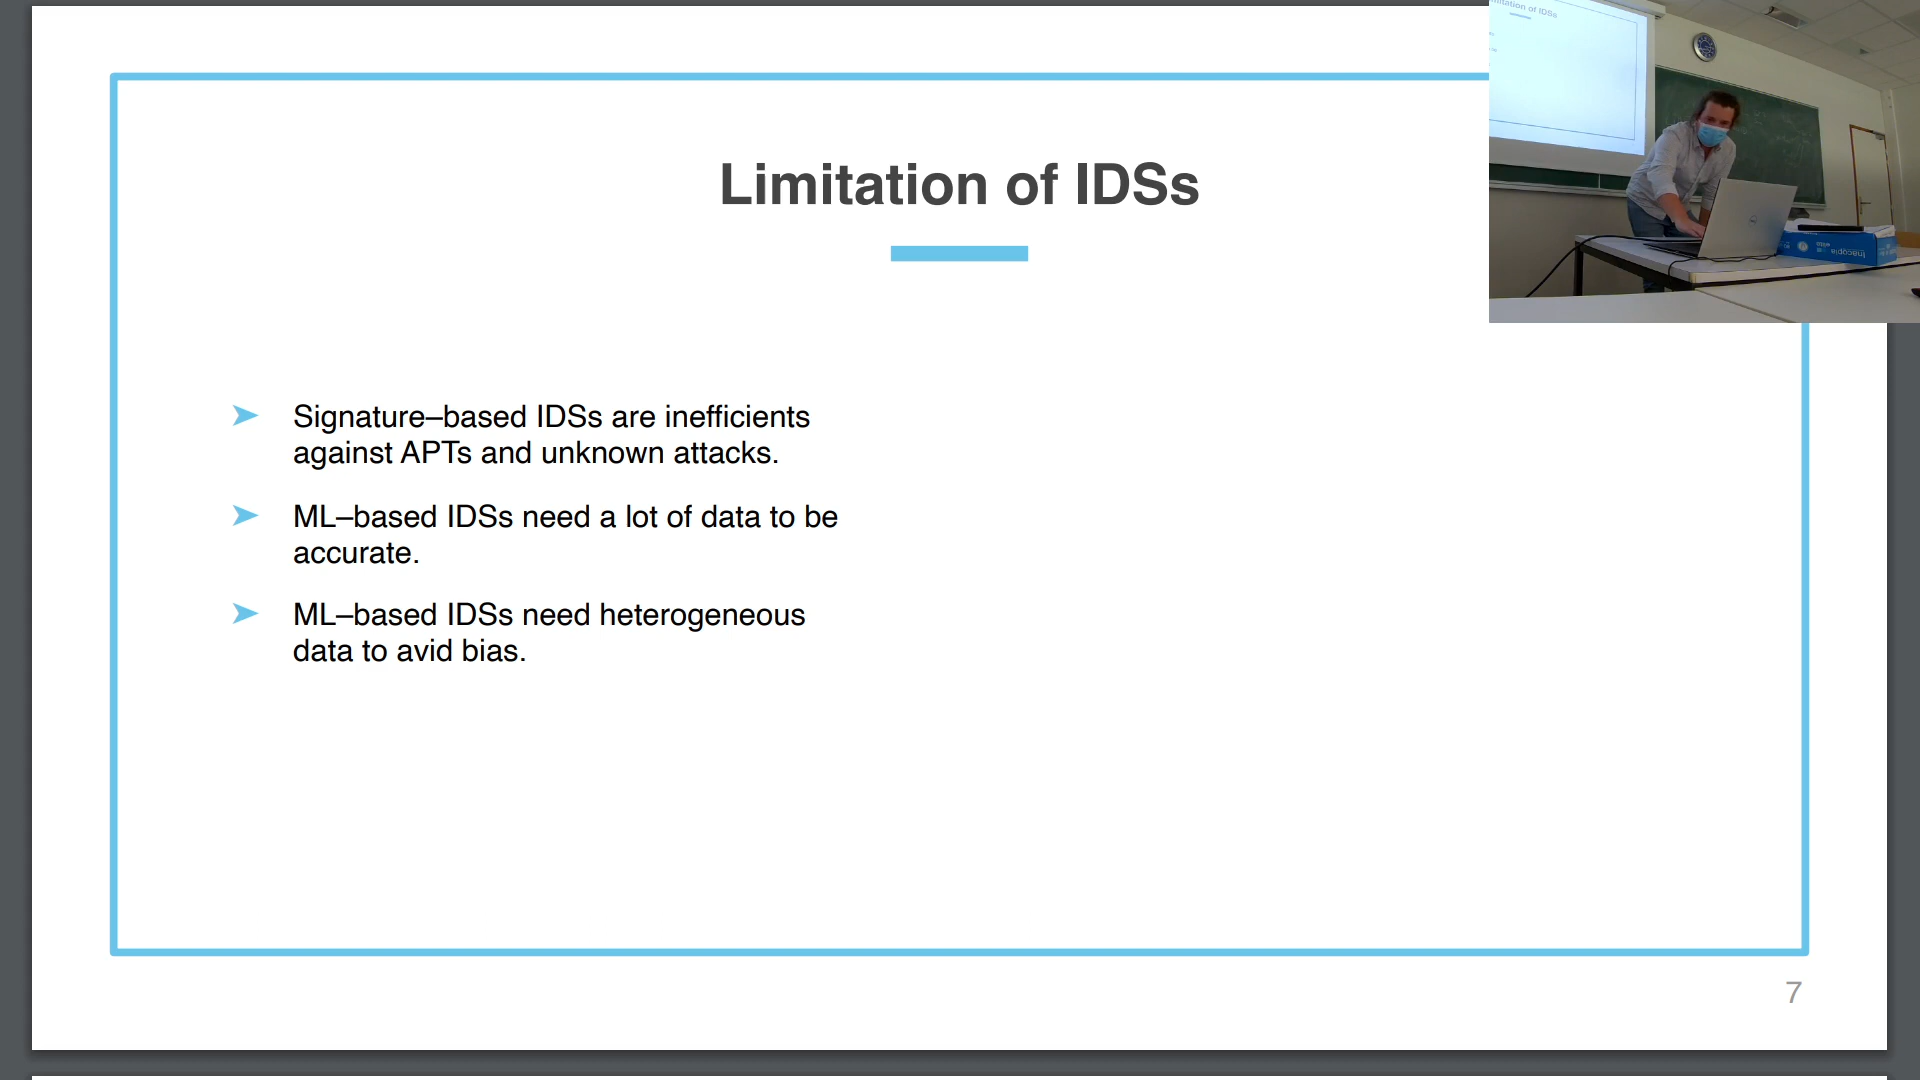 Limitation of IDSs
➤ Signature–based IDSs are inefficients
against APTs and unknown attacks.
➤ ML–based IDSs need a lot of data to be
accurate.
➤ ML–based IDSs need heterogeneous
data to avid bias.
7
inacopia